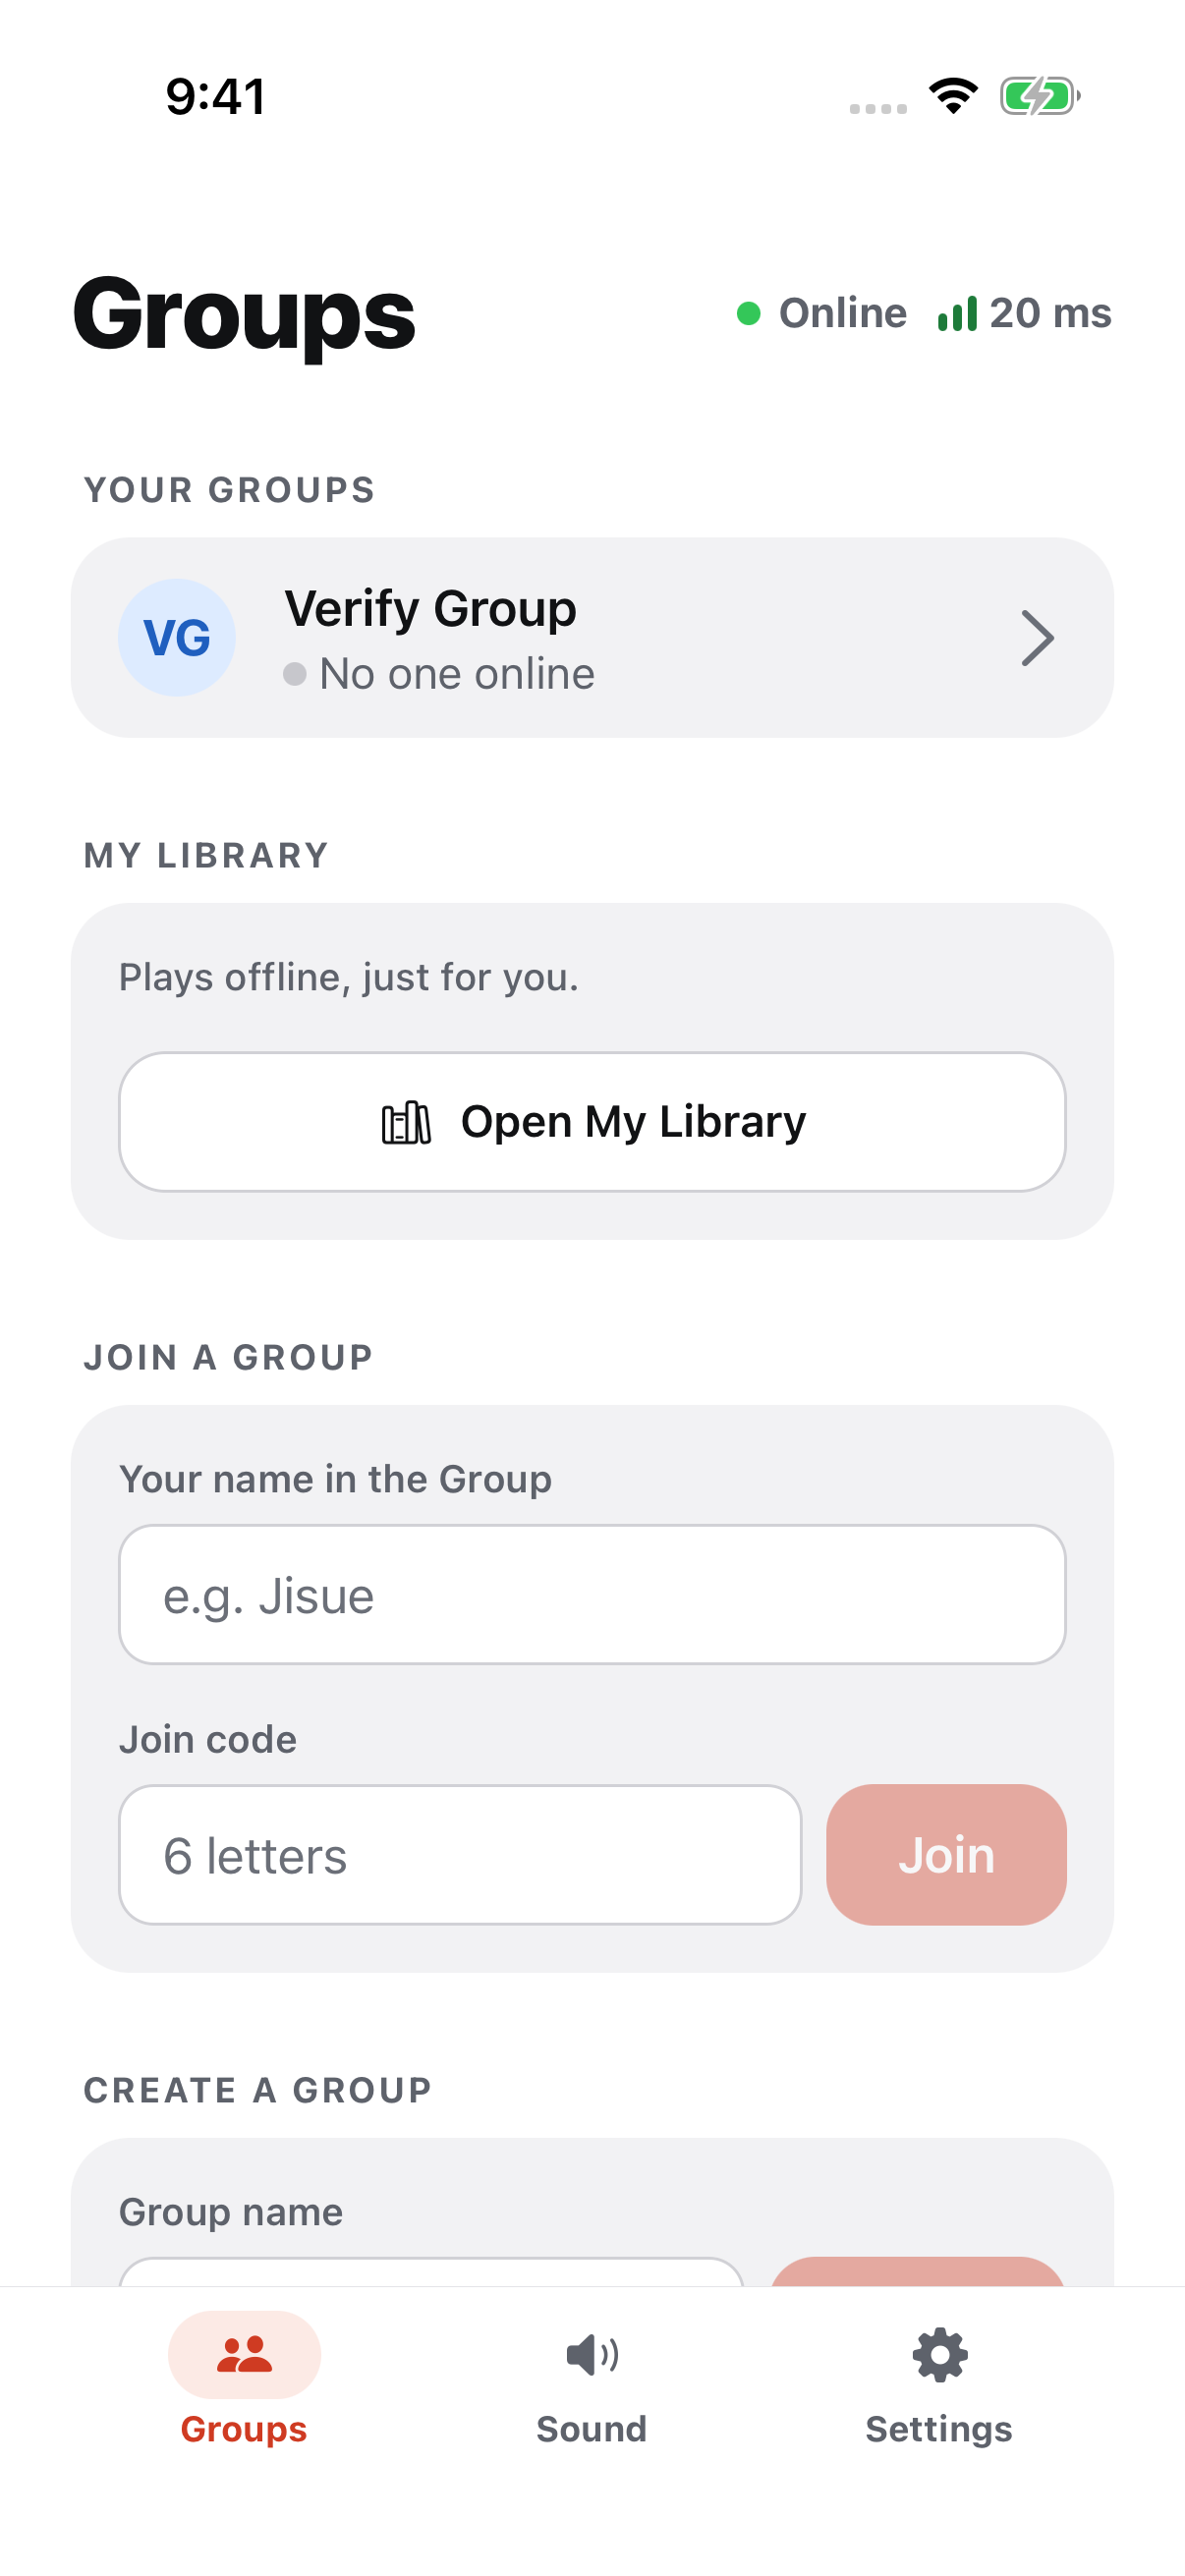 9:41
Groups
Online 20 ms
YOUR GROUPS
VG
Verify Group
No one online
MY LIBRARY
Plays offline, just for you.
Open My Library
JOIN A GROUP
Your name in the Group
e.g. Jisue
Join code
6 letters
Join
CREATE A GROUP
Group name
Groups
Sound
Settings